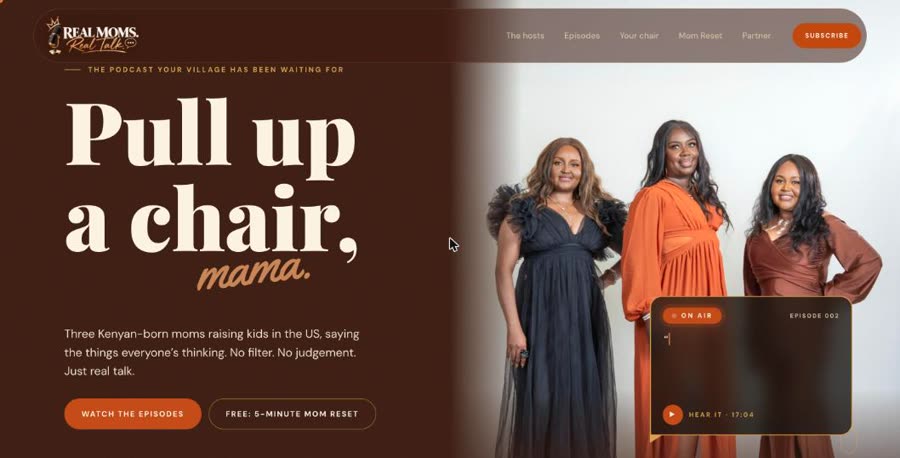 REAL MOMS.
Real Talk
The hosts
Episodes
Your chair
Mom Reset
Partner
SUBSCRIBE
THE PODCAST YOUR VILLAGE HAS BEEN WAITING FOR
Pull up
a chair,
mama.
Three Kenyan-born moms raising kids in the US, saying
the things everyone's thinking. No filter. No judgement.
Just real talk.
WATCH THE EPISODES
FREE: 5-MINUTE MOM RESET
ON AIR
EPISODE 002
“
HEAR IT · 17:04